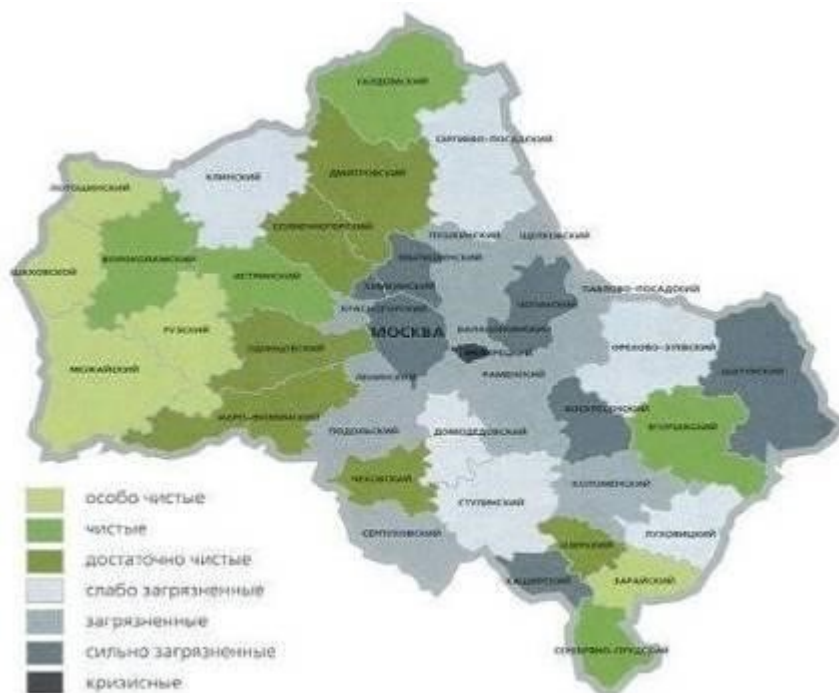 ТАЛДОМСКИЙ
СЕРГИЕВО-ПОСАДСКИЙ
КЛИНСКИЙ
ДМИТРОВСКИЙ
ЛОТОШИНСКИЙ
СОЛНЕЧНОГОРСКИЙ
ПУШКИНСКИЙ
ЩЕЛКОВСКИЙ
ШАХОВСКОЙ
ВОЛОКОЛАМСКИЙ
МЫТИЩИНСКИЙ
ИСТРИНСКИЙ
ХИМКИНСКИЙ
ПАВЛОВО-ПОСАДСКИЙ
НОГИНСКИЙ
КРАСНОГОРСКИЙ
РУЗСКИЙ
МОСКВА
БАЛАШИХИНСКИЙ
ОДИНЦОВСКИЙ
ОРЕХОВО-ЗУЕВСКИЙ
МОЖАЙСКИЙ
ЛЕНИНСКИЙ
РАМЕНСКИЙ
ШАТУРСКИЙ
НАРО-ФОМИНСКИЙ
ВОСКРЕСЕНСКИЙ
ПОДОЛЬСКИЙ
ДОМОДЕДОВСКИЙ
ЕГОРЬЕВСКИЙ
ЧЕХОВСКИЙ
КОЛОМЕНСКИЙ
СТУПИНСКИЙ
СЕРПУХОВСКИЙ
ЛУХОВИЦКИЙ
ОЗЕРСКИЙ
КАШИРСКИЙ
ЗАРАЙСКИЙ
СЕРЕБРЯНО-ПРУДСКИЙ
особо чистые
чистые
достаточно чистые
слабо загрязненные
загрязненные
сильно загрязненные
кризисные